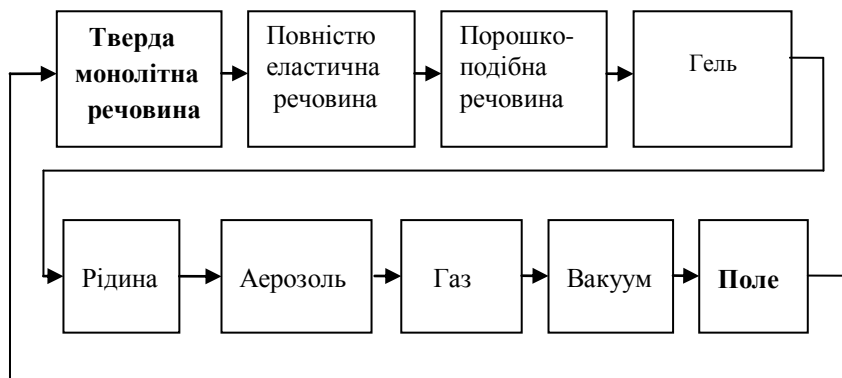 Тверда
монолітна
речовина
Повністю
еластична
речовина
Порошко-
подібна
речовина
Гель
Рідина
Аерозоль
Газ
Вакуум
Поле